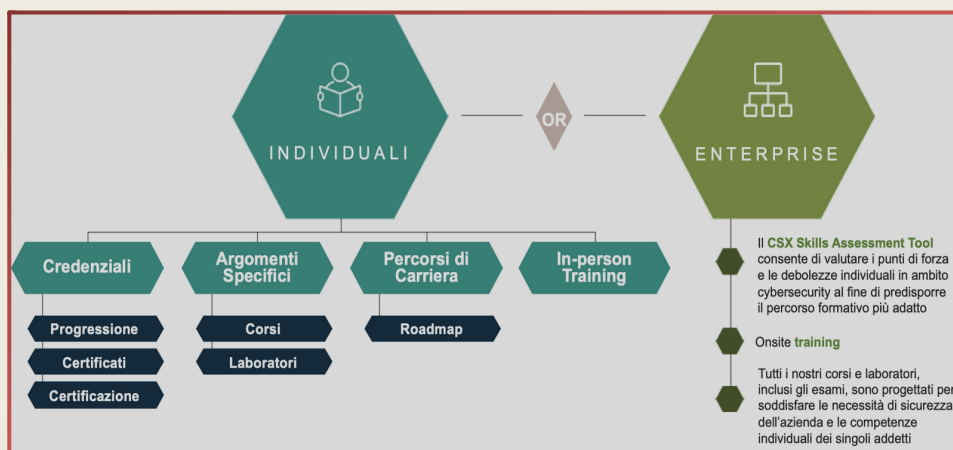 INDIVIDUALI
OR
ENTERPRISE
Credenziali
Progressione
Certificati
Certificazione
Argomenti
Specifici
Corsi
Laboratori
Percorsi di
Carriera
Roadmap
In-person
Training
Il CSX Skills Assessment Tool
consente di valutare i punti di forza
e le debolezze individuali in ambito
cybersecurity al fine di predisporre
il percorso formativo più adatto
Onsite training
Tutti i nostri corsi e laboratori,
inclusi gli esami, sono progettati per
soddisfare le necessità di sicurezza
dell'azienda e le competenze
individuali dei singoli addetti